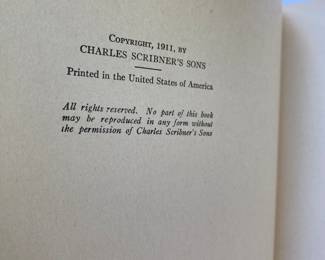 COPYRIGHT, 1911, BY
CHARLES SCRIBNER'S SONS
Printed in the United States of America
All rights reserved. No part of this book
may be reproduced in any form without
the permission of Charles Scribner's Sons